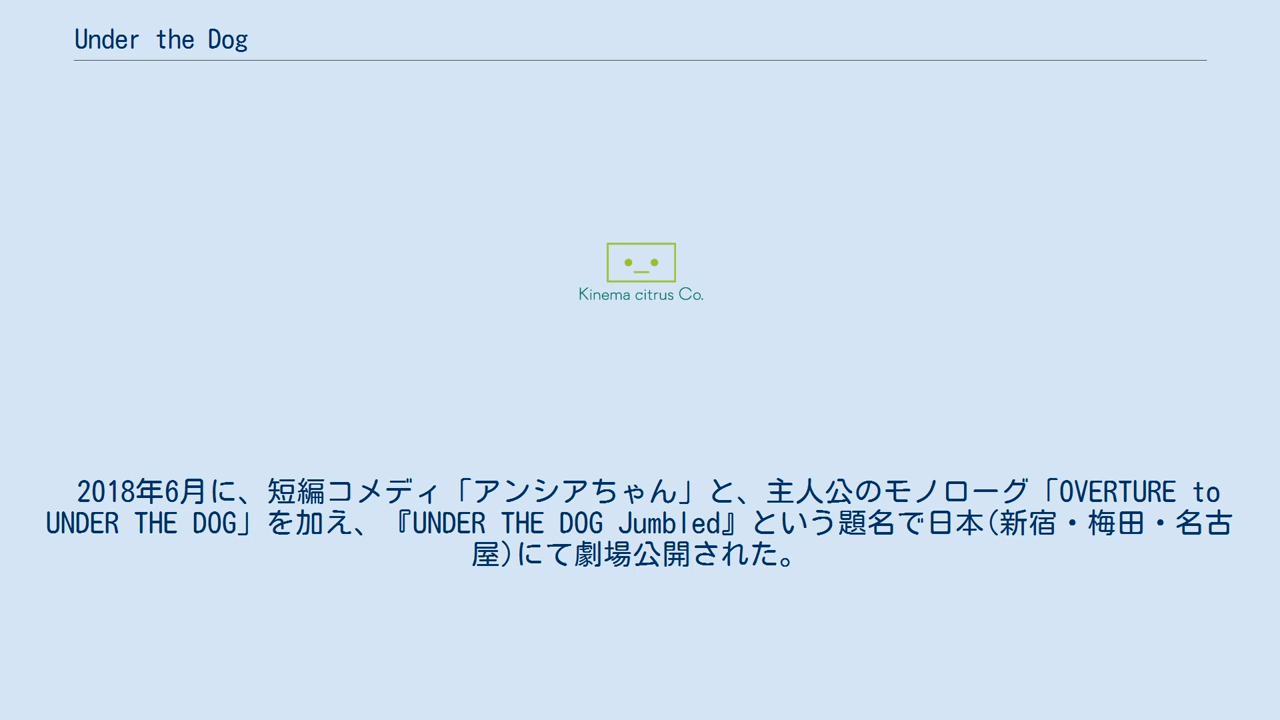 Under the Dog
Kinema citrus Co.
2018年6月に、短編コメディ「アンシアちゃん」と、主人公のモノローグ「OVERTURE to
UNDER THE DOG」を加え、『UNDER THE DOG Jumbled』という題名で日本(新宿・梅田・名古
屋)にて劇場公開された。